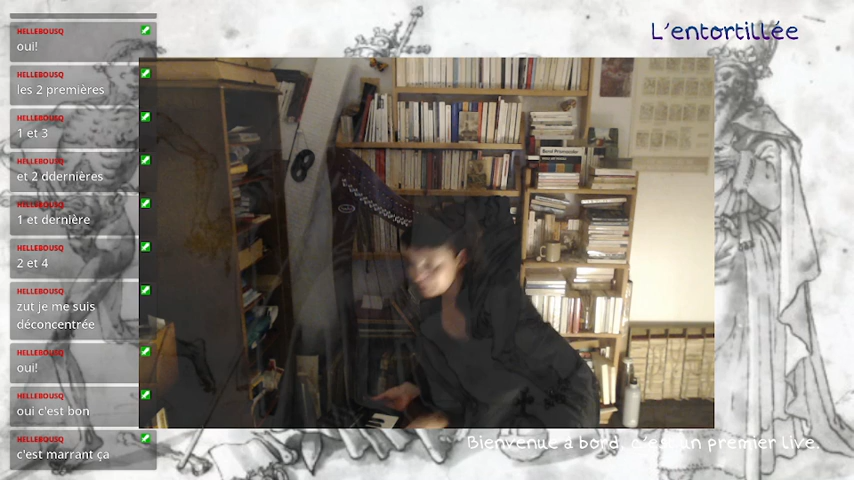 L'entortillée
HELLEBOUSQ
oui!
HELLEBOUSQ
les 2 premières
HELLEBOUSQ
1 et 3
HELLEBOUSQ
et 2 ddernières
HELLEBOUSQ
1 et dernière
HELLEBOUSQ
2 et 4
HELLEBOUSQ
zut je me suis
déconcentrée
HELLEBOUSQ
oui!
HELLEBOUSQ
oui c'est bon
HELLEBOUSQ
c'est marrant ça
Bienvenue à bord, c'est un premier live.